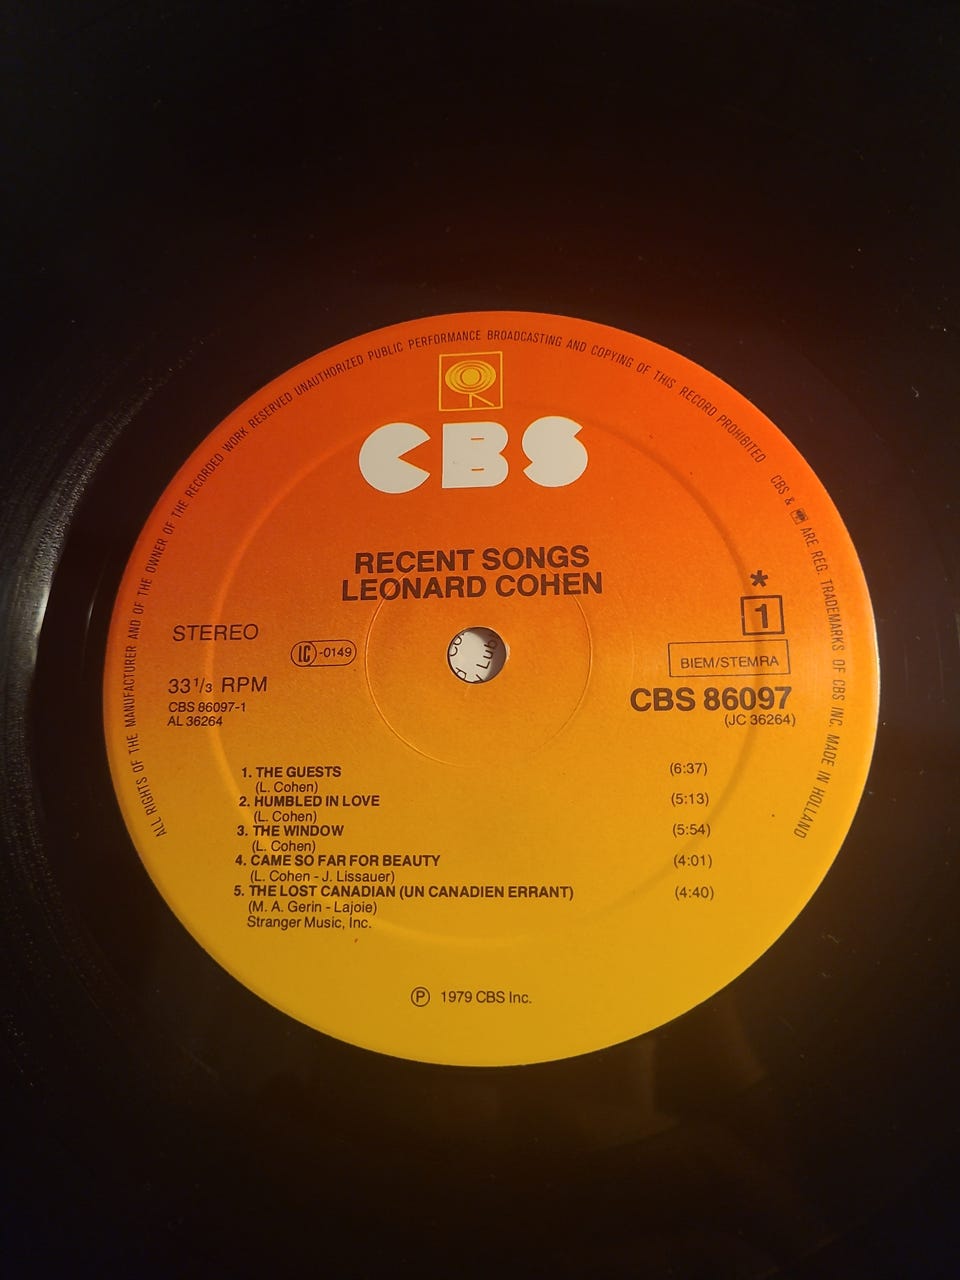 ALL RIGHTS OF THE MANUFACTURER AND OF THE OWNER OF THE RECORDED WORK RESERVED UNAUTHORIZED PUBLIC PERFORMANCE BROADCASTING AND COPYING OF THIS RECORD PROHIBITED CBS & ARE REG. TRADEMARKS OF CBS INC. MADE IN HOLLAND
CBS
RECENT SONGS
LEONARD COHEN
STEREO
LC-0149
33 1/3 RPM
CBS 86097-1
AL 36264
*
1
BIEM/STEMRA
CBS 86097
(JC 36264)
1. THE GUESTS (6:37)
(L. Cohen)
2. HUMBLED IN LOVE (5:13)
(L. Cohen)
3. THE WINDOW (5:54)
(L. Cohen)
4. CAME SO FAR FOR BEAUTY (4:01)
(L. Cohen - J. Lissauer)
5. THE LOST CANADIAN (UN CANADIEN ERRANT) (4:40)
(M. A. Gerin - Lajoie)
Stranger Music, Inc.
Ⓟ 1979 CBS Inc.